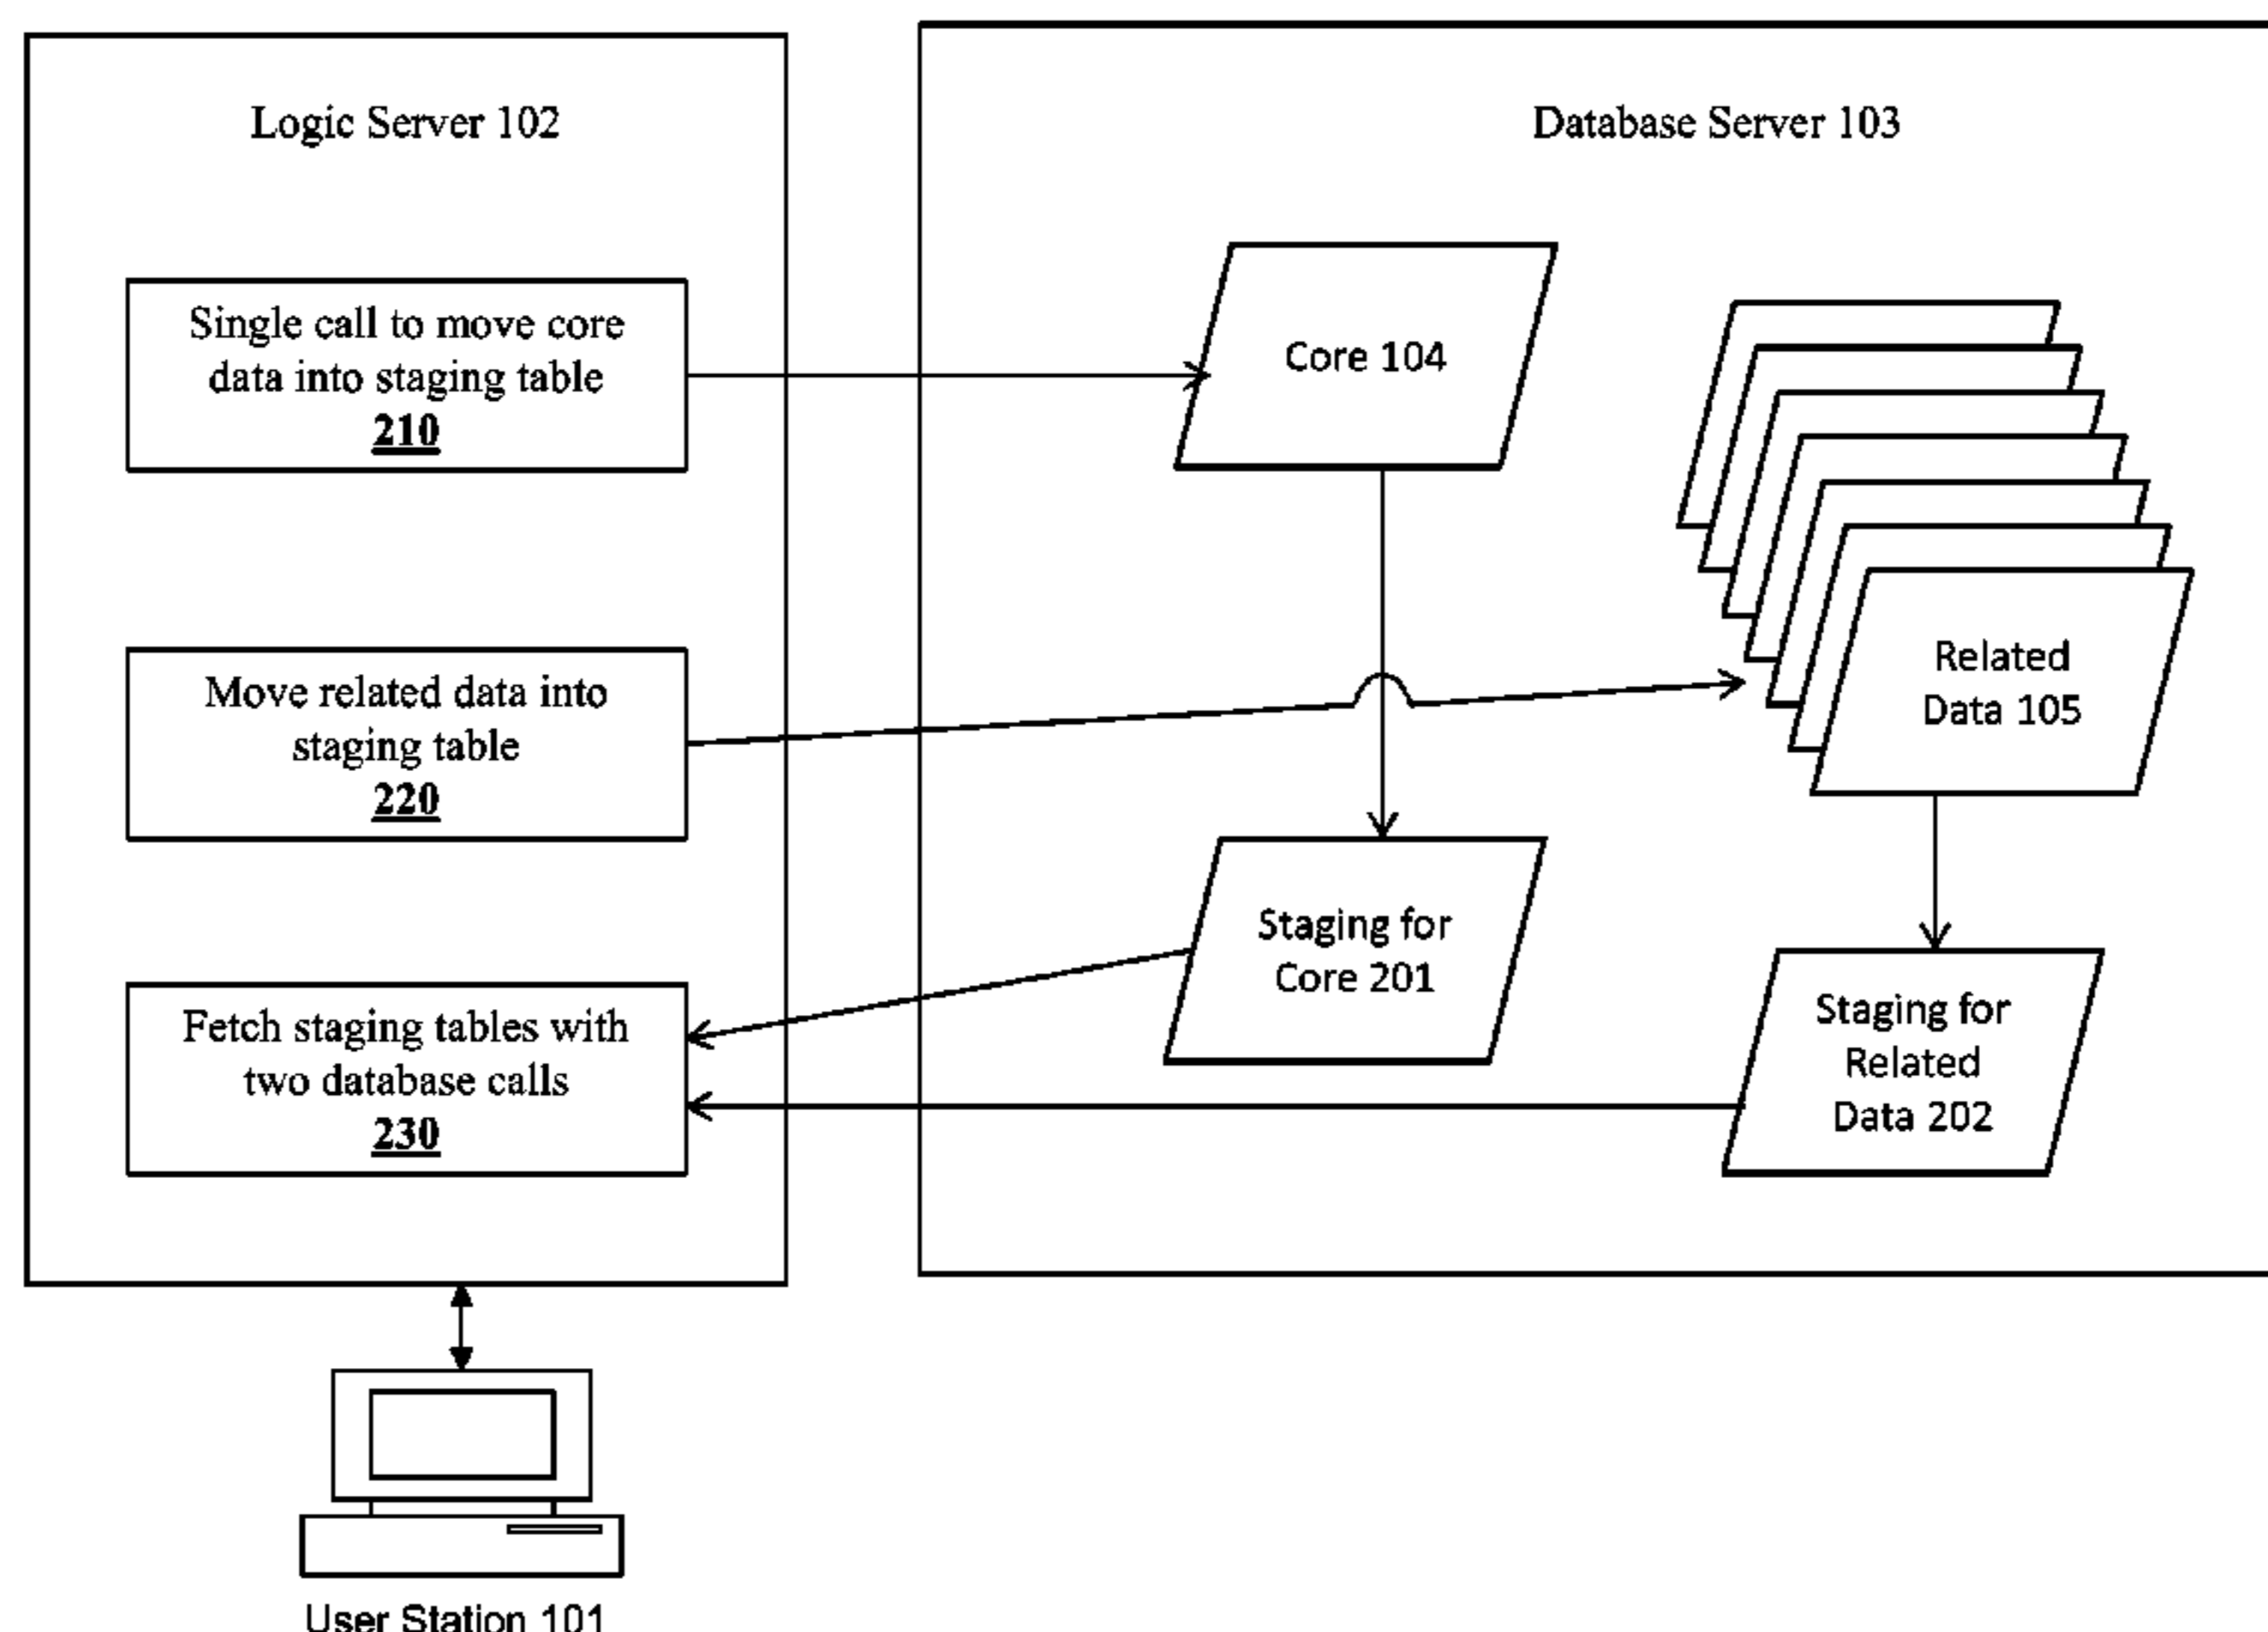 Logic Server 102
Database Server 103
Single call to move core
data into staging table
210
Core 104
Move related data into
staging table
220
Related
Data 105
Fetch staging tables with
two database calls
230
Staging for
Core 201
Staging for
Related
Data 202
User Station 101